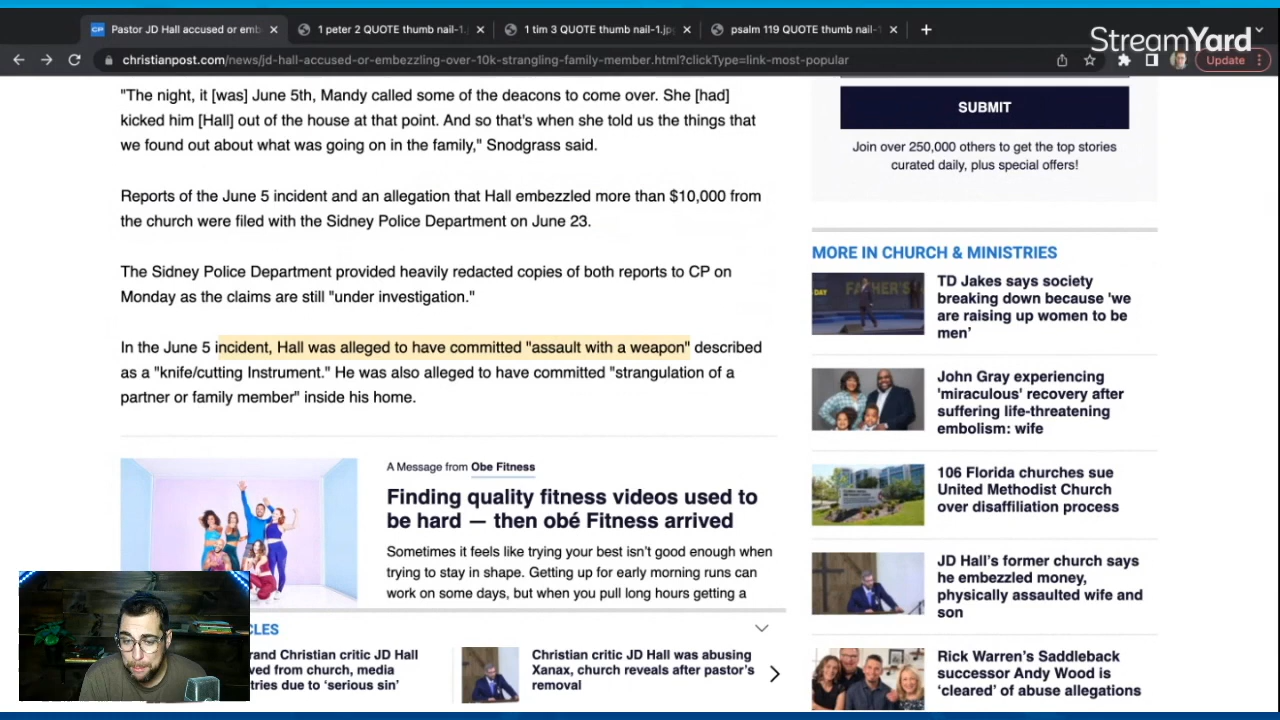 Pastor JD Hall accused or emb
1 peter 2 QUOTE thumb nail-1.j
1 tim 3 QUOTE thumb nail-1.jp
psalm 119 QUOTE thumb nail-1
StreamYard
christianpost.com/news/jd-hall-accused-or-embezzling-over-10k-strangling-family-member.html?clickType=link-most-popular
Update
"The night, it [was] June 5th, Mandy called some of the deacons to come over. She [had]
kicked him [Hall] out of the house at that point. And so that's when she told us the things that
we found out about what was going on in the family," Snodgrass said.
Reports of the June 5 incident and an allegation that Hall embezzled more than $10,000 from
the church were filed with the Sidney Police Department on June 23.
The Sidney Police Department provided heavily redacted copies of both reports to CP on
Monday as the claims are still "under investigation."
In the June 5 incident, Hall was alleged to have committed "assault with a weapon" described
as a "knife/cutting Instrument." He was also alleged to have committed "strangulation of a
partner or family member" inside his home.
A Message from Obe Fitness
Finding quality fitness videos used to
be hard — then obé Fitness arrived
Sometimes it feels like trying your best isn't good enough when
trying to stay in shape. Getting up for early morning runs can
work on some days, but when you pull long hours getting a
CLES
rand Christian critic JD Hall
ved from church, media
tries due to 'serious sin'
Christian critic JD Hall was abusing
Xanax, church reveals after pastor's
removal
SUBMIT
Join over 250,000 others to get the top stories
curated daily, plus special offers!
MORE IN CHURCH & MINISTRIES
TD Jakes says society
breaking down because 'we
are raising up women to be
men'
John Gray experiencing
'miraculous' recovery after
suffering life-threatening
embolism: wife
106 Florida churches sue
United Methodist Church
over disaffiliation process
JD Hall's former church says
he embezzled money,
physically assaulted wife and
son
Rick Warren's Saddleback
successor Andy Wood is
'cleared' of abuse allegations